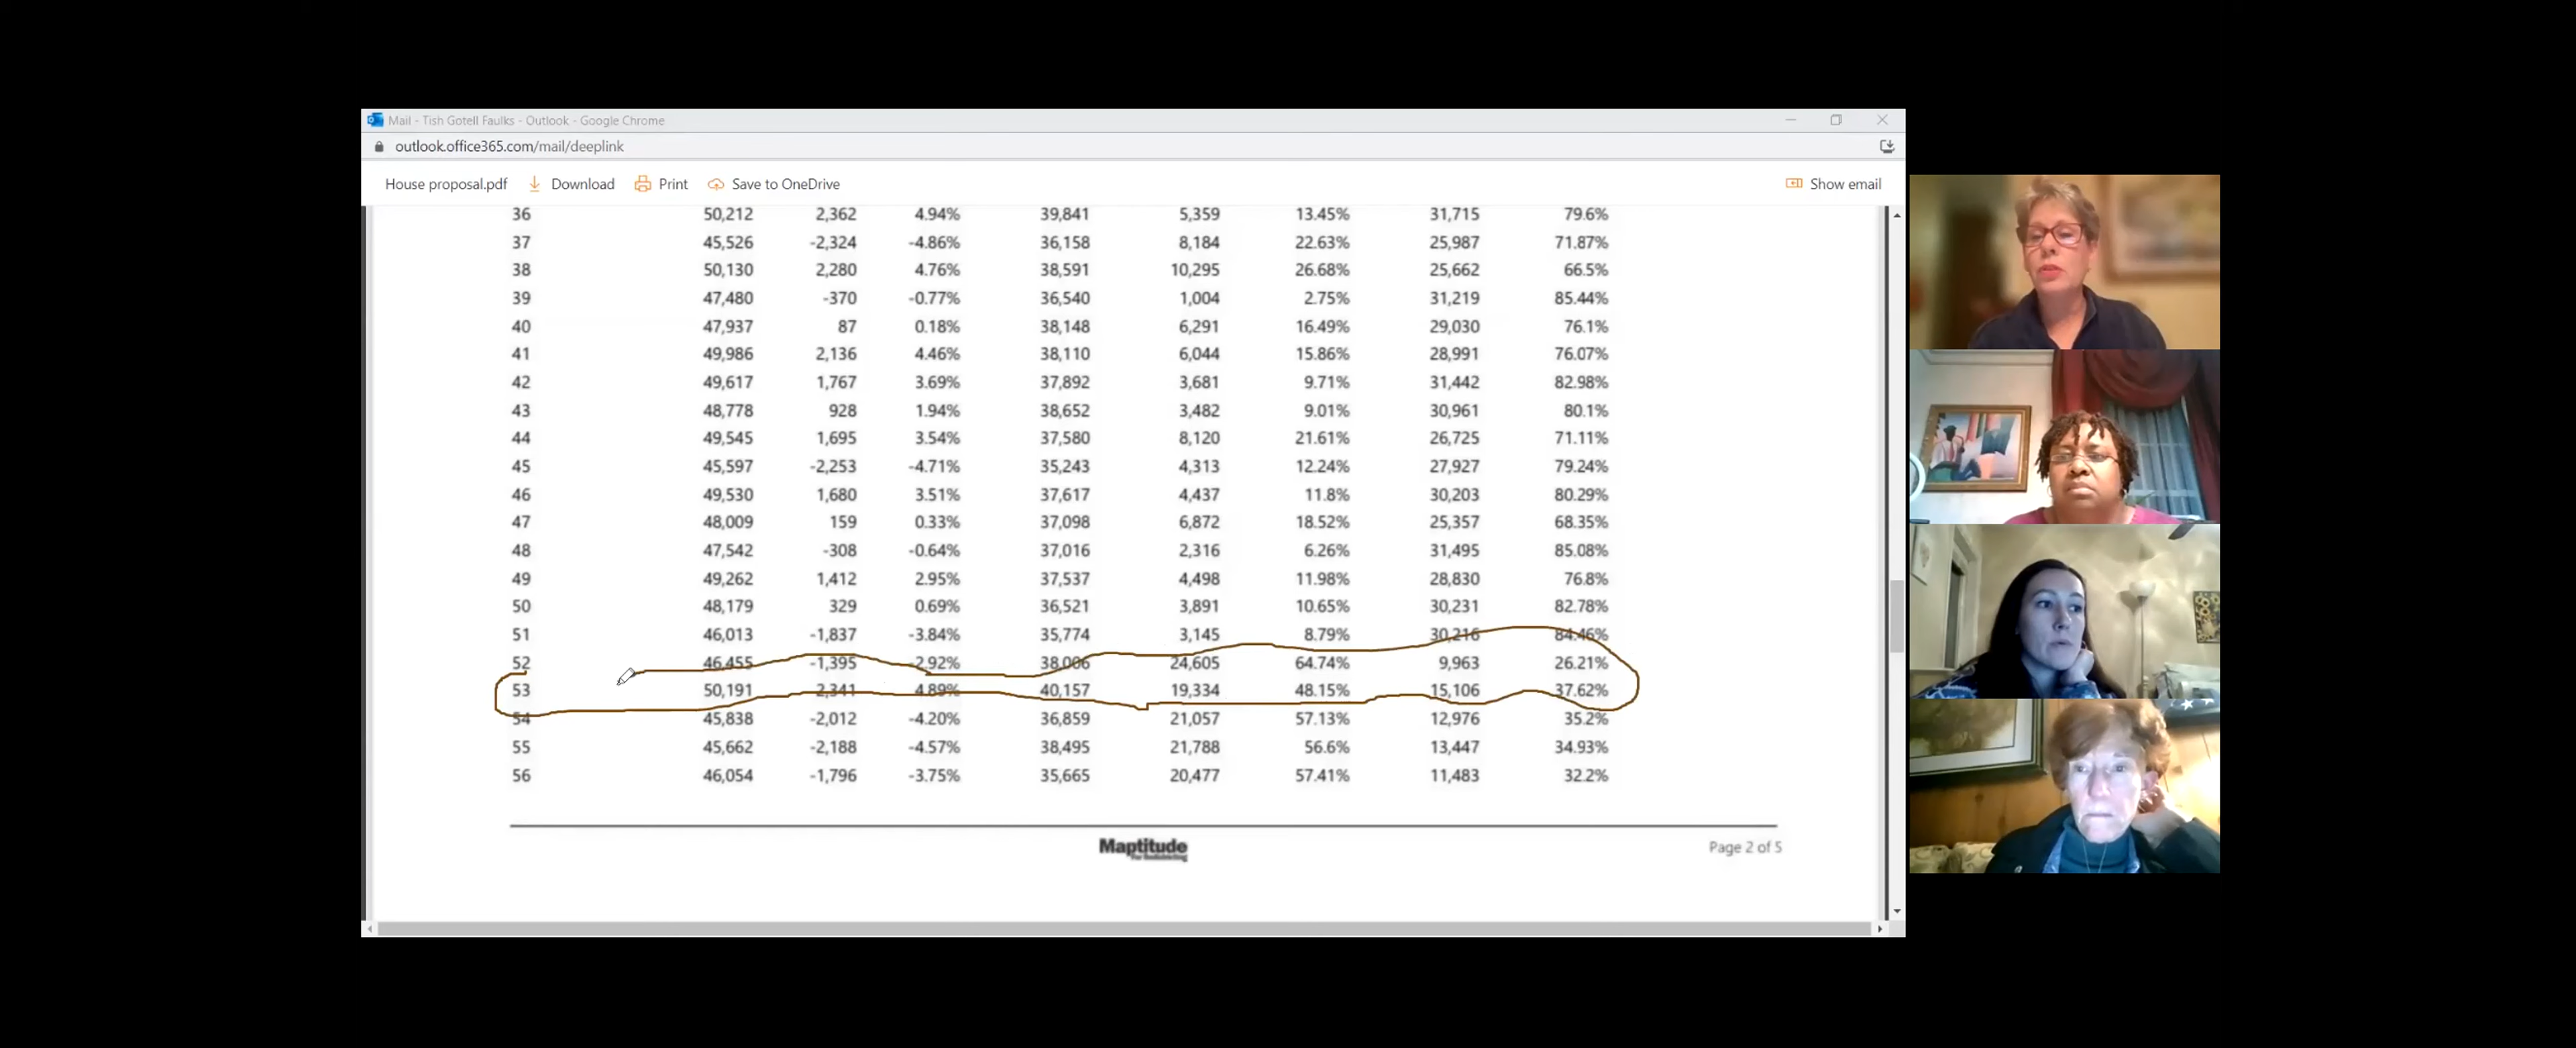 Mail - Tish Gotell Faulks - Outlook - Google Chrome
outlook.office365.com/mail/deeplink
House proposal.pdf Download Print Save to OneDrive Show email
36 50,212 2,362 4.94% 39,841 5,359 13.45% 31,715 79.6%
37 45,526 -2,324 -4.86% 36,158 8,184 22.63% 25,987 71.87%
38 50,130 2,280 4.76% 38,591 10,295 26.68% 25,662 66.5%
39 47,480 -370 -0.77% 36,540 1,004 2.75% 31,219 85.44%
40 47,937 87 0.18% 38,148 6,291 16.49% 29,030 76.1%
41 49,986 2,136 4.46% 38,110 6,044 15.86% 28,991 76.07%
42 49,617 1,767 3.69% 37,892 3,681 9.71% 31,442 82.98%
43 48,778 928 1.94% 38,652 3,482 9.01% 30,961 80.1%
44 49,545 1,695 3.54% 37,580 8,120 21.61% 26,725 71.11%
45 45,597 -2,253 -4.71% 35,243 4,313 12.24% 27,927 79.24%
46 49,530 1,680 3.51% 37,617 4,437 11.8% 30,203 80.29%
47 48,009 159 0.33% 37,098 6,872 18.52% 25,357 68.35%
48 47,542 -308 -0.64% 37,016 2,316 6.26% 31,495 85.08%
49 49,262 1,412 2.95% 37,537 4,498 11.98% 28,830 76.8%
50 48,179 329 0.69% 36,521 3,891 10.65% 30,231 82.78%
51 46,013 -1,837 -3.84% 35,774 3,145 8.79% 30,216 84.46%
52 46,455 -1,395 -2.92% 38,006 24,605 64.74% 9,963 26.21%
53 50,191 2,341 4.89% 40,157 19,334 48.15% 15,106 37.62%
54 45,838 -2,012 -4.20% 36,859 21,057 57.13% 12,976 35.2%
55 45,662 -2,188 -4.57% 38,495 21,788 56.6% 13,447 34.93%
56 46,054 -1,796 -3.75% 35,665 20,477 57.41% 11,483 32.2%
Maptitude Page 2 of 5
For Redistricting